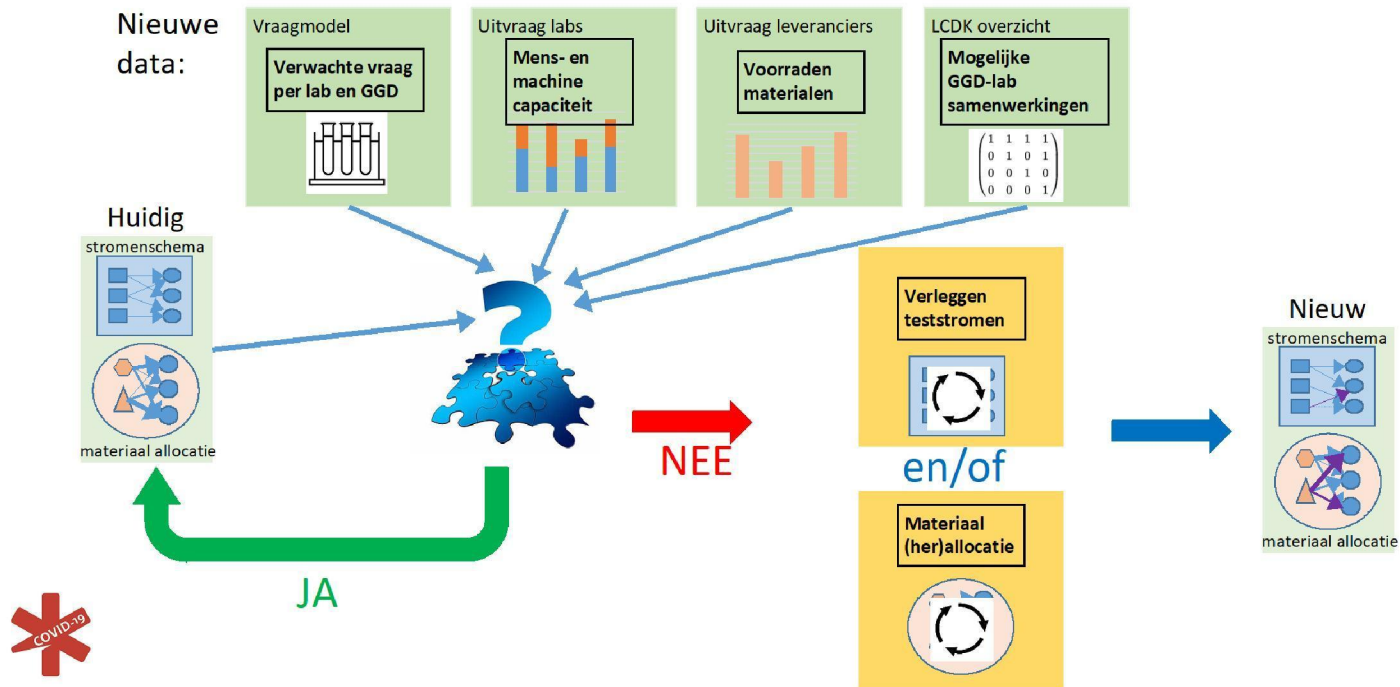 Nieuwe
data:
Vraagmodel
Verwachte vraag
per lab en GGD
Uitvraag labs
Mens- en
machine
capaciteit
Uitvraag leveranciers
Voorraden
materialen
LCDK overzicht
Mogelijke
GGD-lab
samenwerkingen
1 1 1 1
0 1 0 1
0 0 1 0
0 0 0 1
Huidig
stromenschema
materiaal allocatie
?
JA
NEE
Verleggen
teststromen
en/of
Materiaal
(her)allocatie
Nieuw
stromenschema
materiaal allocatie
COVID-19